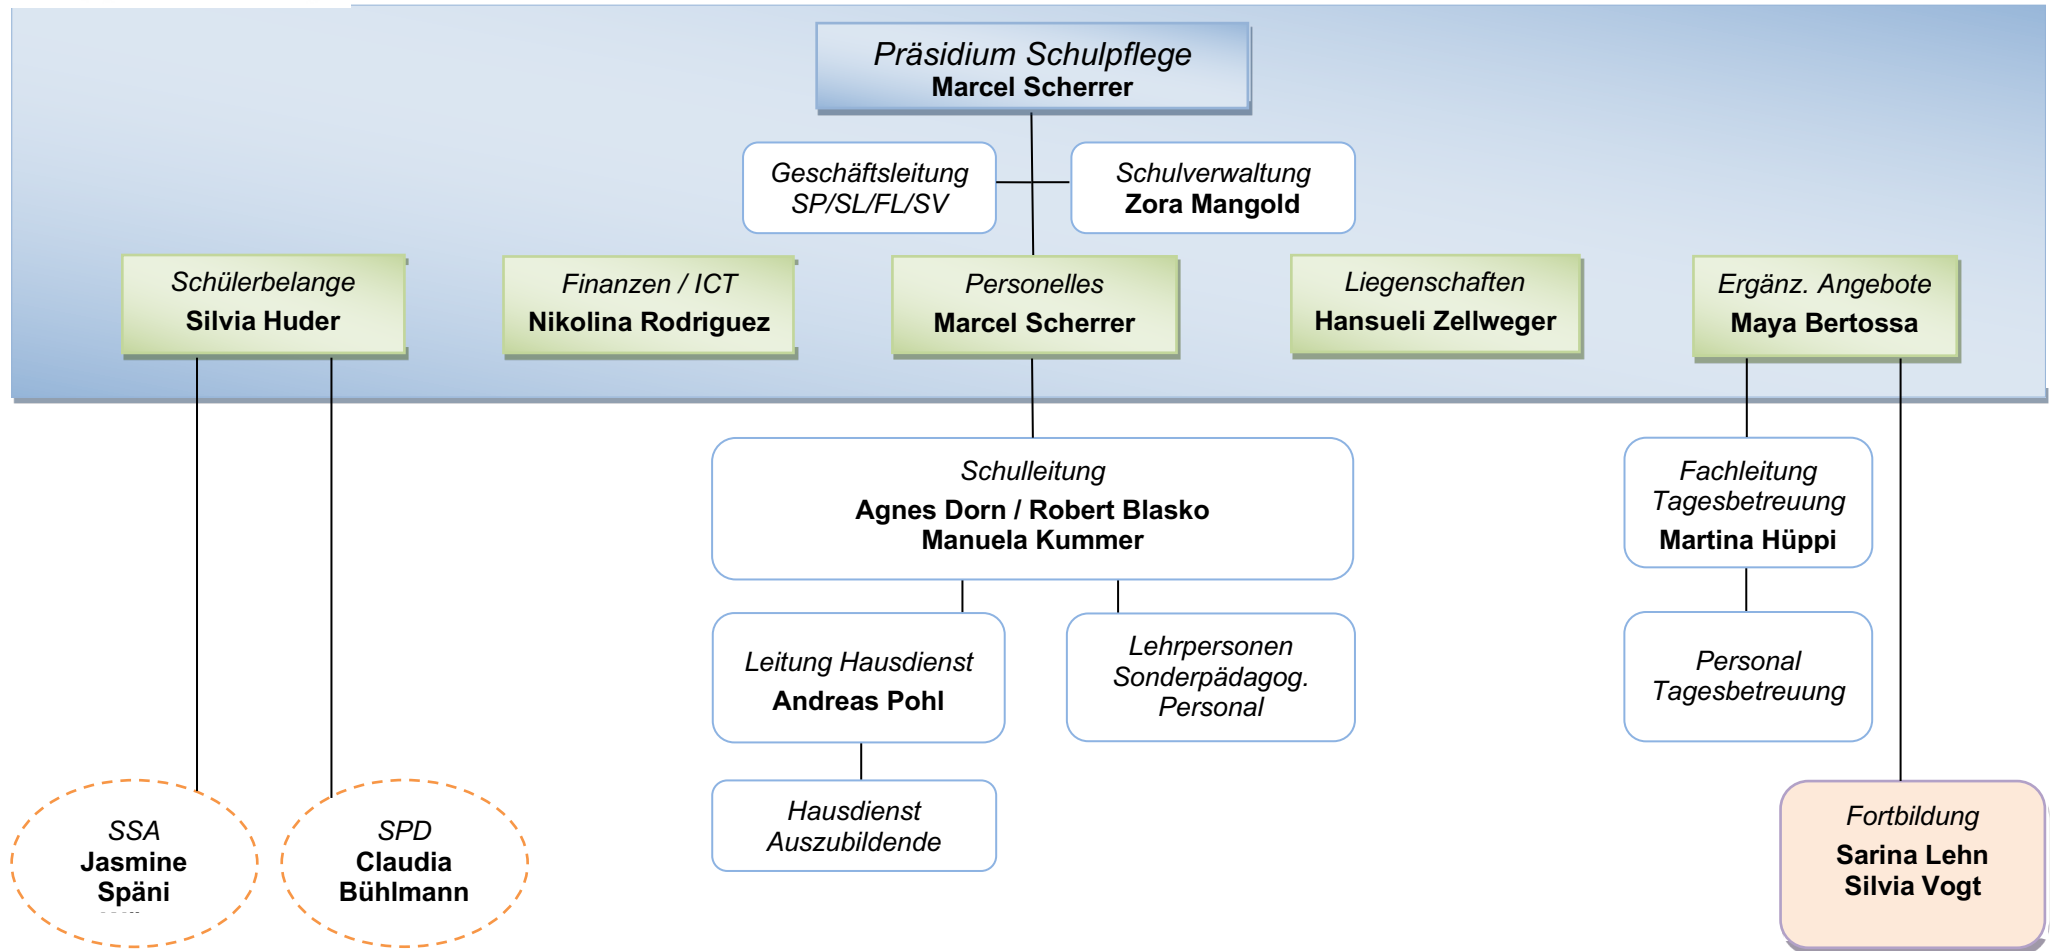 Präsidium Schulpflege
Marcel Scherrer
Geschäftsleitung
SP/SL/FL/SV
Schulverwaltung
Zora Mangold
Schülerbelange
Silvia Huder
Finanzen / ICT
Nikolina Rodriguez
Personelles
Marcel Scherrer
Liegenschaften
Hansueli Zellweger
Ergänz. Angebote
Maya Bertossa
Schulleitung
Agnes Dorn / Robert Blasko
Manuela Kummer
Fachleitung
Tagesbetreuung
Martina Hüppi
Leitung Hausdienst
Andreas Pohl
Lehrpersonen
Sonderpädagog.
Personal
Personal
Tagesbetreuung
Hausdienst
Auszubildende
SSA
Jasmine
Späni
SPD
Claudia
Bühlmann
Fortbildung
Sarina Lehn
Silvia Vogt